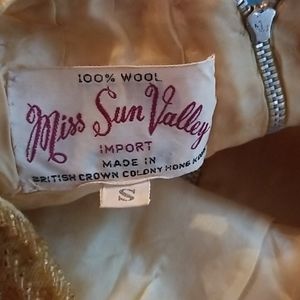 100% WOOL
Miss Sun Valley
IMPORT
MADE IN
BRITISH CROWN COLONY HONG KONG
S